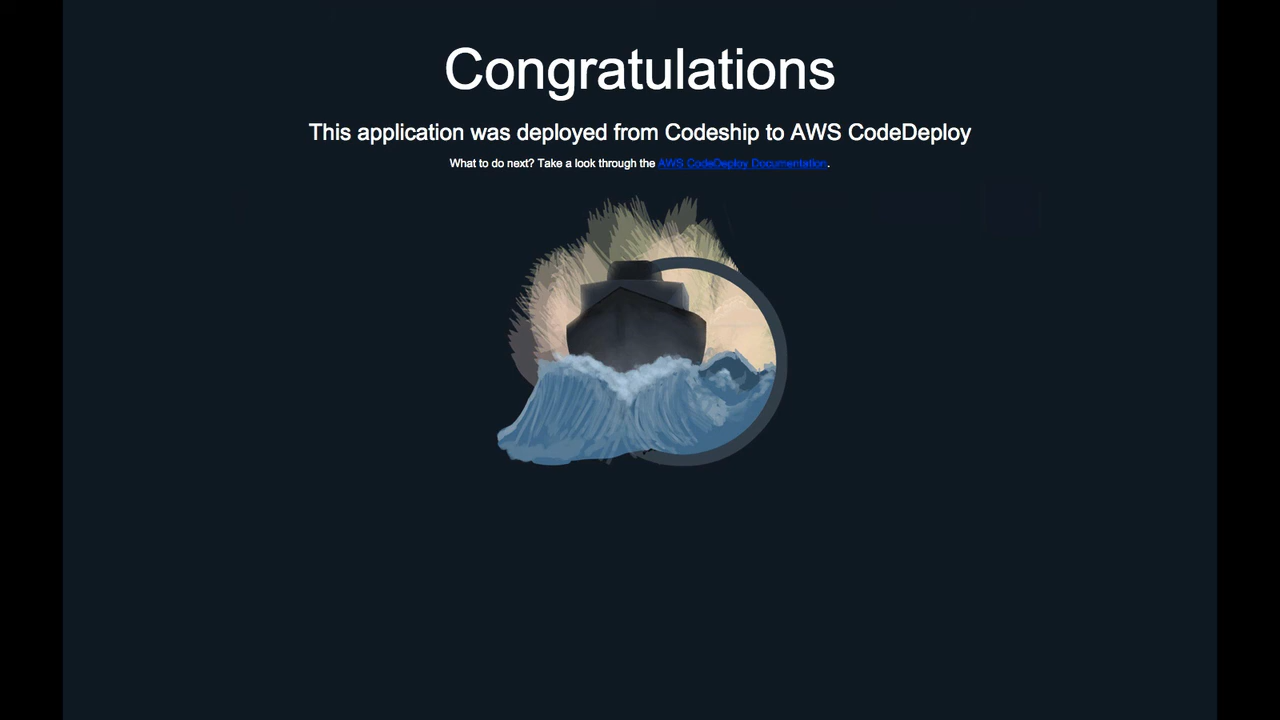 Congratulations
This application was deployed from Codeship to AWS CodeDeploy
What to do next? Take a look through the AWS CodeDeploy Documentation.